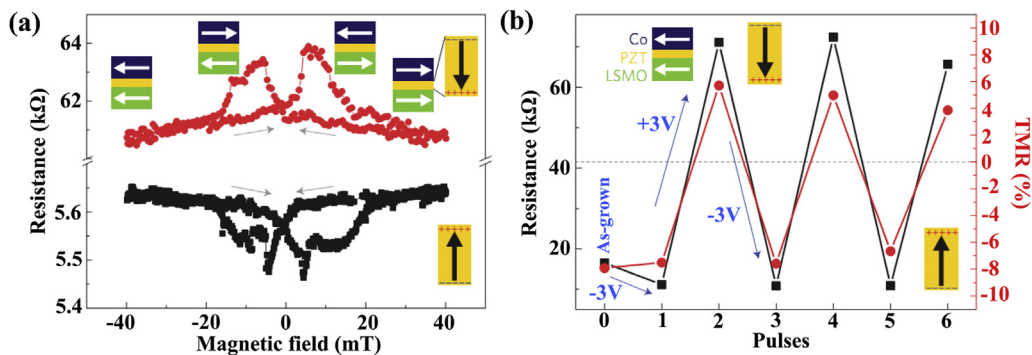 (a)
64
62
5.6
5.5
5.4
Resistance (kΩ)
Resistance (kΩ)
-40
-20
0
20
40
Magnetic field (mT)
(b)
Co
PZT
LSMO
60
40
20
Resistance (kΩ)
10
8
6
4
2
0
-2
-4
-6
-8
-10
TMR (%)
As-grown
-3V
+3V
-3V
0
1
2
3
4
5
6
Pulses